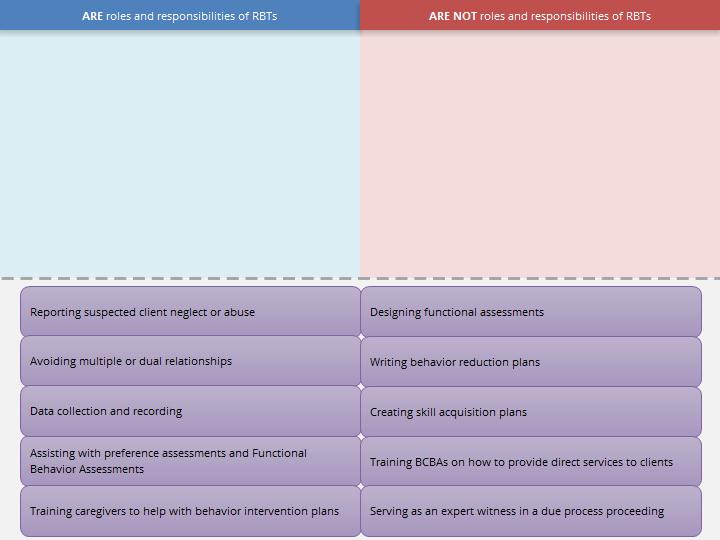 ARE roles and responsibilities of RBTs
ARE NOT roles and responsibilities of RBTs
Reporting suspected client neglect or abuse
Designing functional assessments
Avoiding multiple or dual relationships
Writing behavior reduction plans
Data collection and recording
Creating skill acquisition plans
Assisting with preference assessments and Functional
Behavior Assessments
Training BCBAs on how to provide direct services to clients
Training caregivers to help with behavior intervention plans
Serving as an expert witness in a due process proceeding